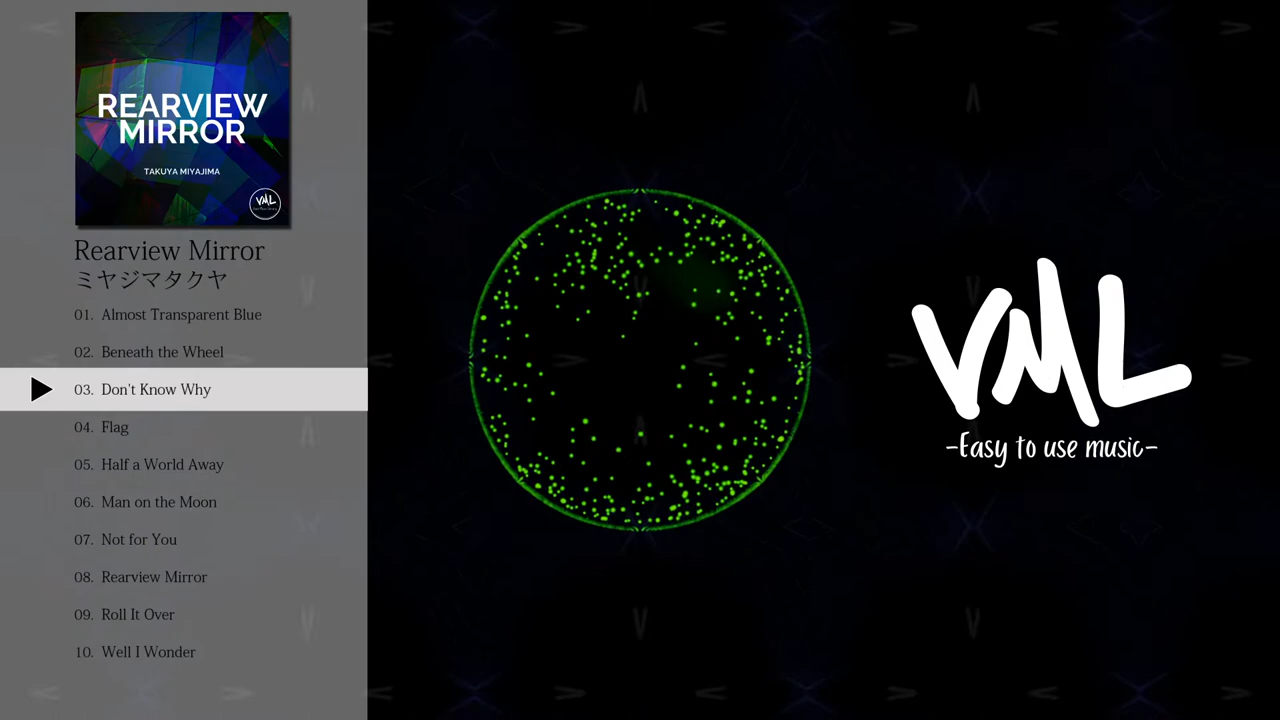 REARVIEW
MIRROR
TAKUYA MIYAJIMA
VML
Rearview Mirror
ミヤジマタクヤ
01. Almost Transparent Blue
02. Beneath the Wheel
03. Don't Know Why
04. Flag
05. Half a World Away
06. Man on the Moon
07. Not for You
08. Rearview Mirror
09. Roll It Over
10. Well I Wonder
VML
-Easy to use music-